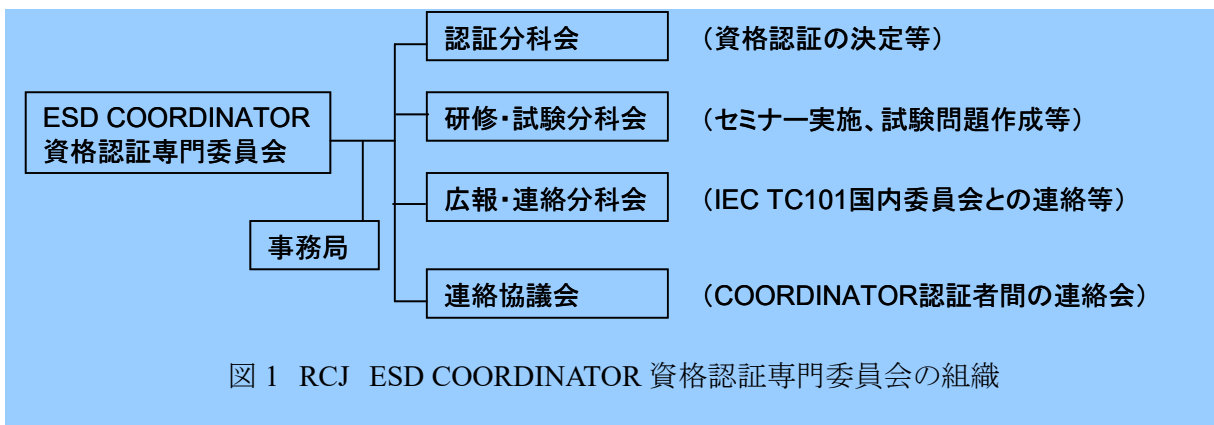 認証分科会 （資格認証の決定等）
ESD COORDINATOR
資格認証専門委員会
研修・試験分科会 （セミナー実施、試験問題作成等）
広報・連絡分科会 （IEC TC101国内委員会との連絡等）
事務局
連絡協議会 （COORDINATOR認証者間の連絡会）
図 1 RCJ ESD COORDINATOR 資格認証専門委員会の組織